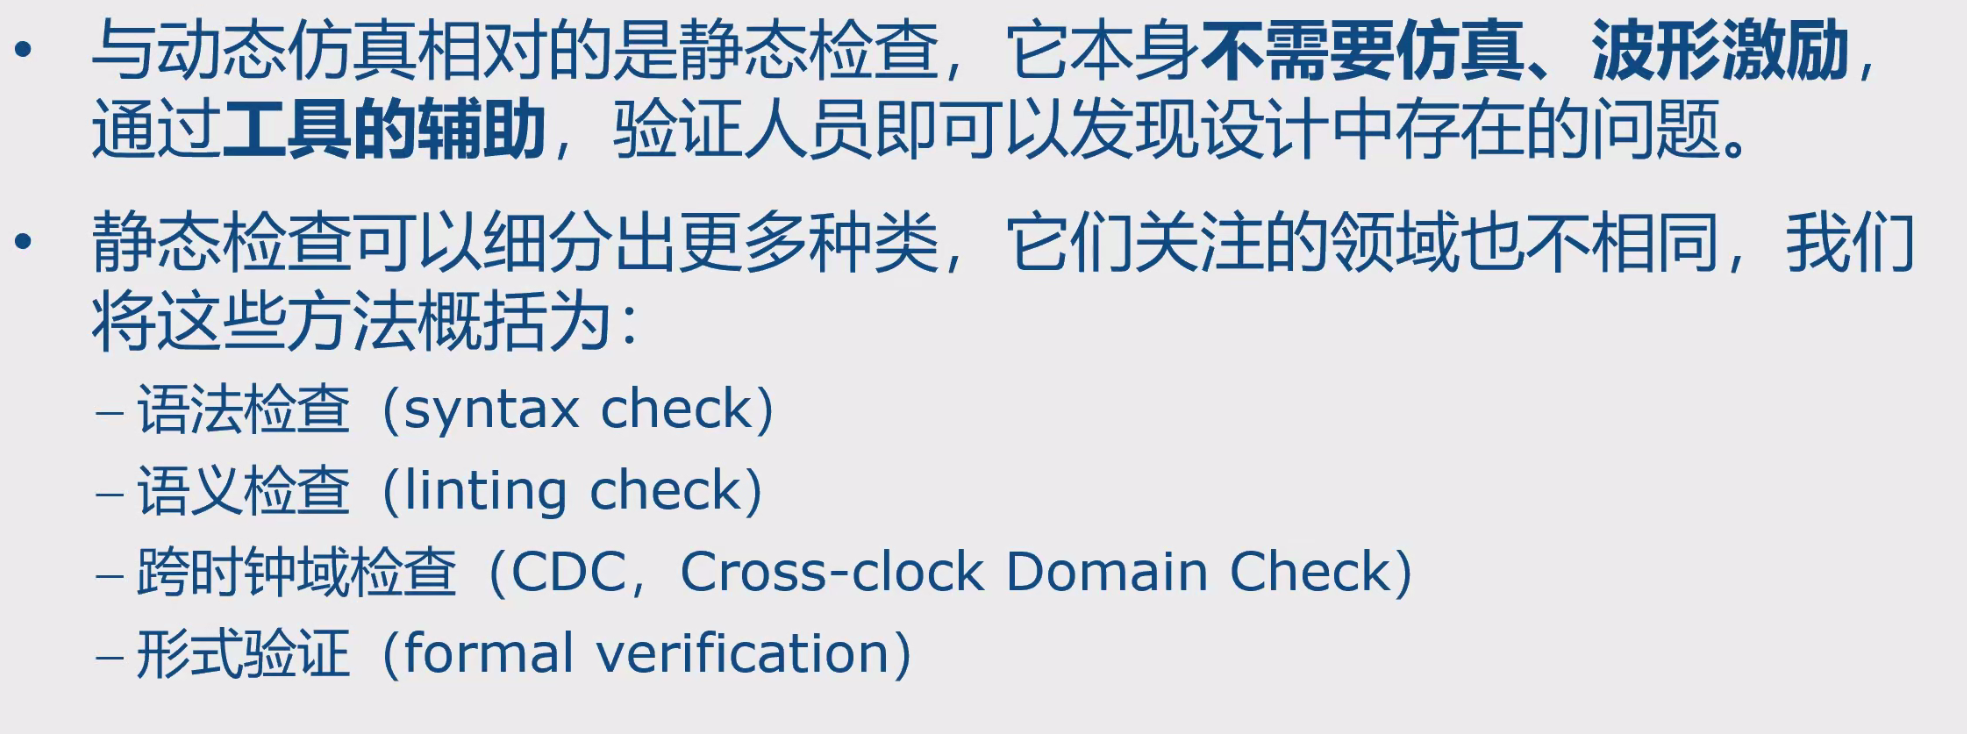 • 与动态仿真相对的是静态检查，它本身不需要仿真、波形激励，
通过工具的辅助，验证人员即可以发现设计中存在的问题。
• 静态检查可以细分出更多种类，它们关注的领域也不相同，我们
将这些方法概括为：
– 语法检查（syntax check）
– 语义检查（linting check）
– 跨时钟域检查（CDC，Cross-clock Domain Check）
– 形式验证（formal verification）